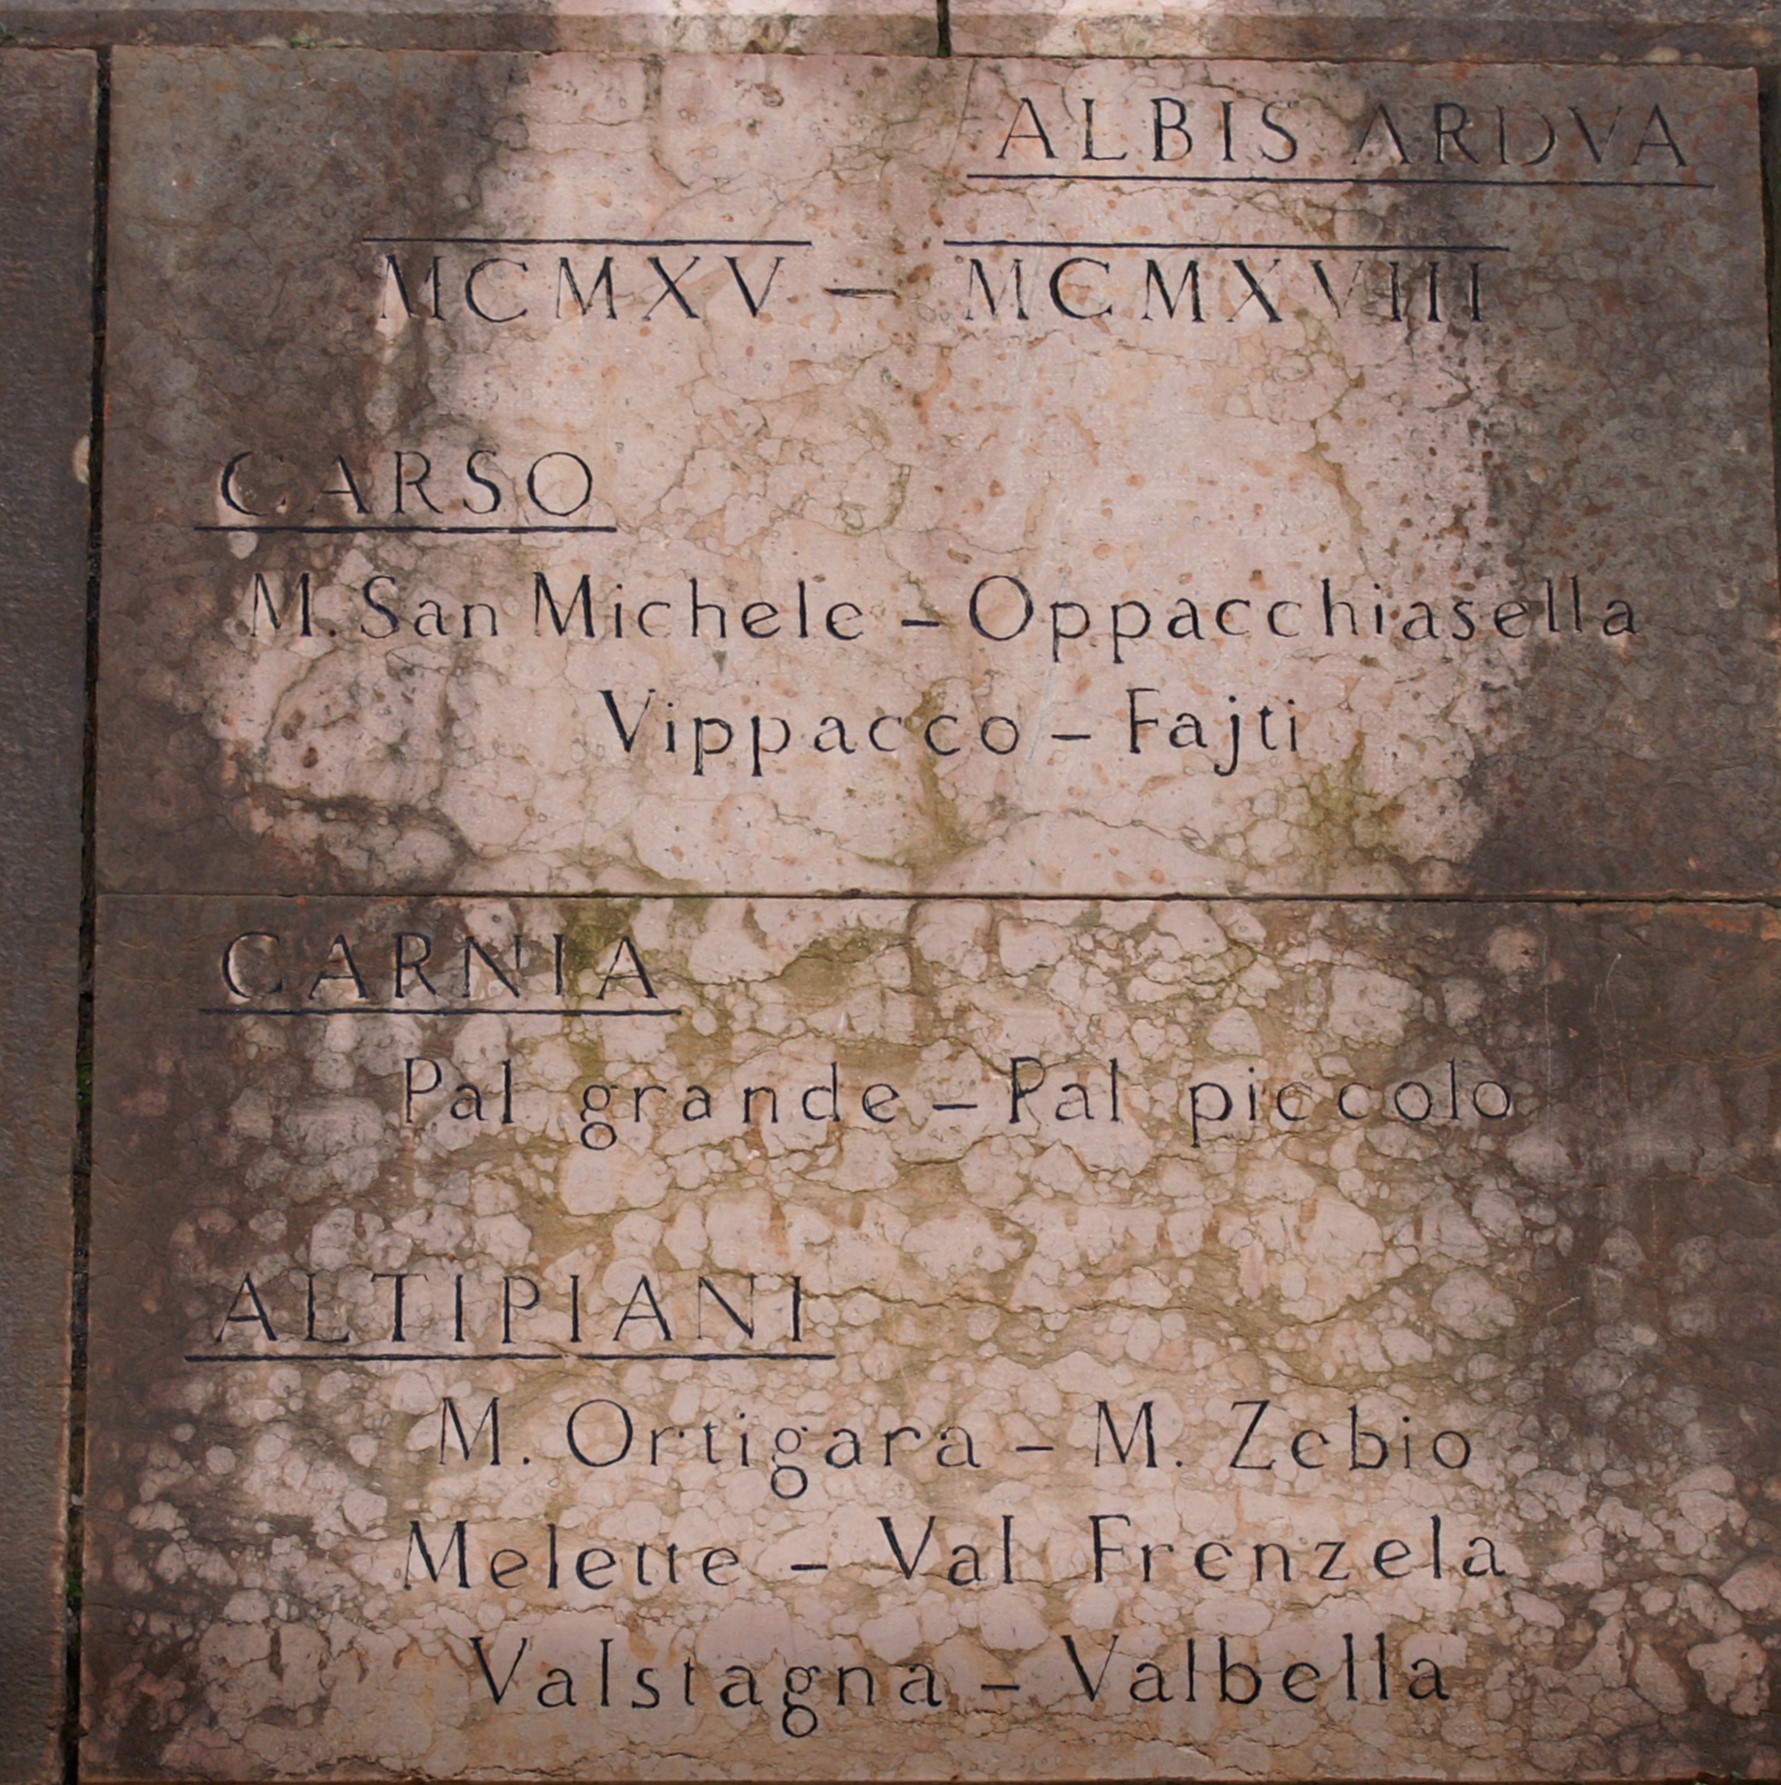 ALBIS ARDVA
MCMXV – MCMXVIII
CARSO
M. San Michele – Oppacchiasella
Vippacco – Fajti
CARNIA
Pal grande – Pal piccolo
ALTIPIANI
M. Ortigara – M. Zebio
Melette – Val Frenzela
Valstagna – Valbella